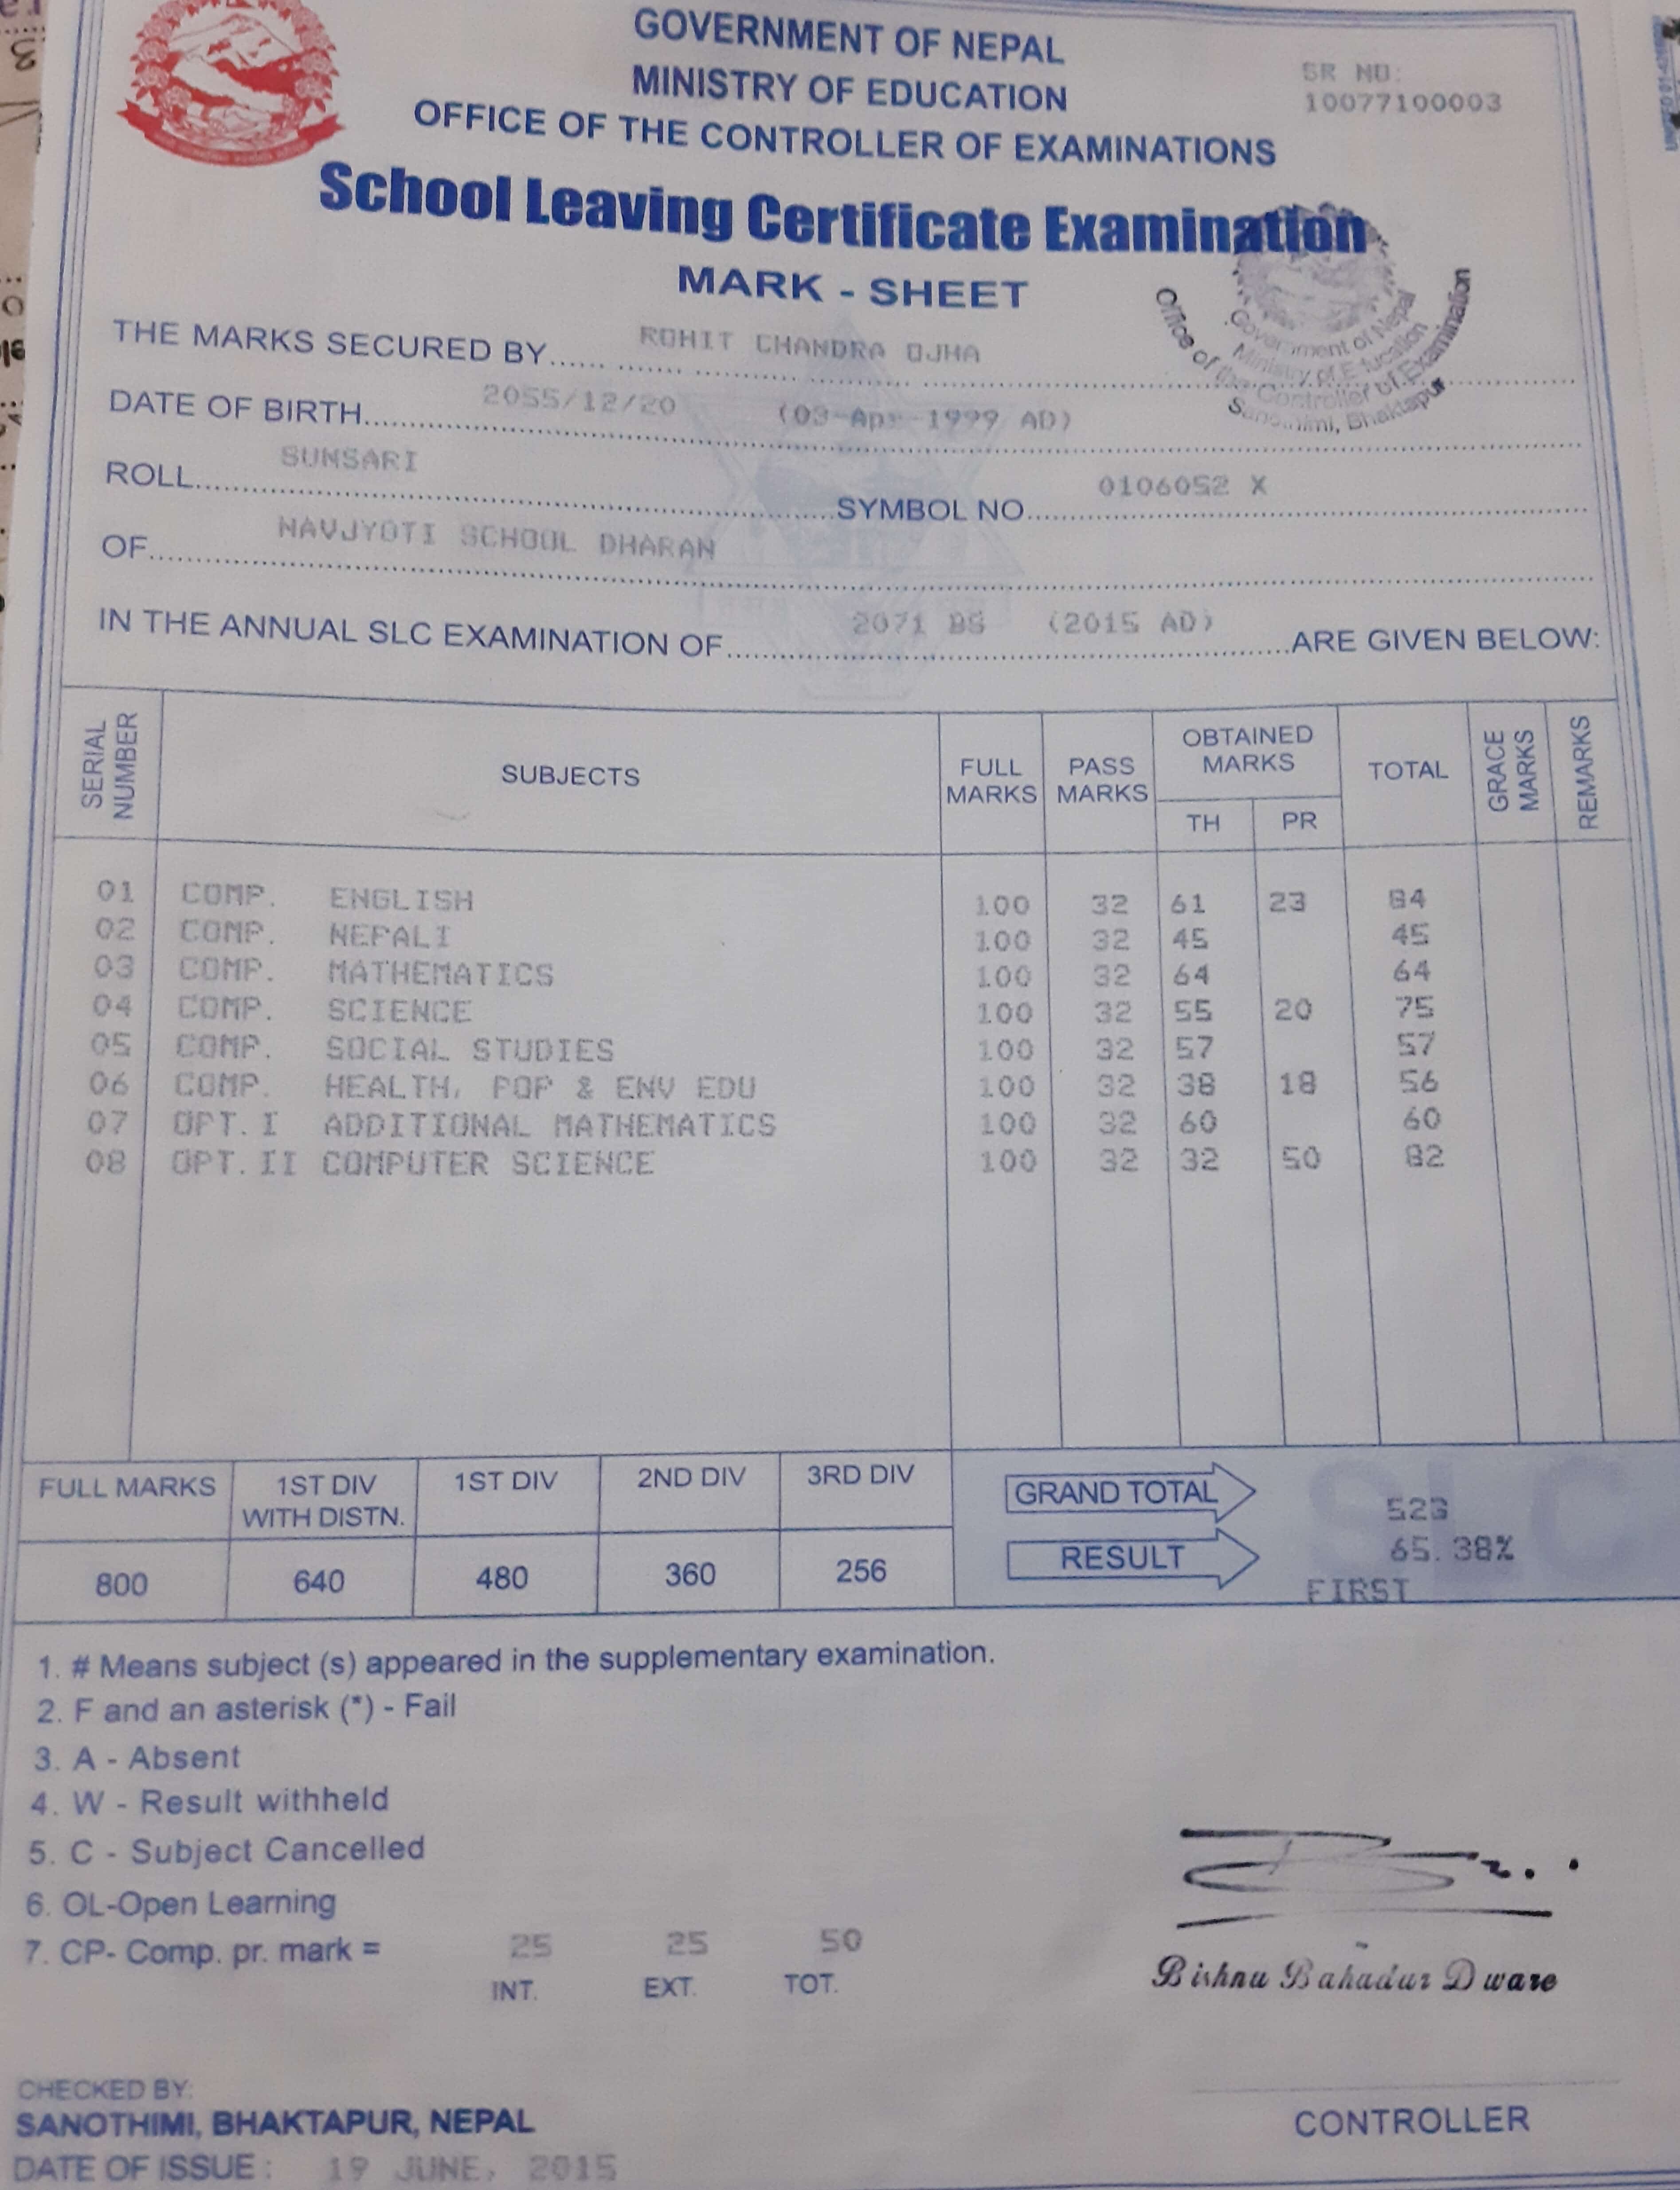 GOVERNMENT OF NEPAL
MINISTRY OF EDUCATION
OFFICE OF THE CONTROLLER OF EXAMINATIONS
SR NO:
10077100003
School Leaving Certificate Examination
MARK - SHEET
Office of the Controller of Examination
Government of Nepal
Ministry of Education
Sanothimi, Bhaktapur
THE MARKS SECURED BY...... ROHIT CHANDRA OJHA
DATE OF BIRTH 2055/12/20 (03-Apr-1999 AD)
ROLL SUNSARI SYMBOL NO 0106052 X
OF NAVJYOTI SCHOOL DHARAN
IN THE ANNUAL SLC EXAMINATION OF 2071 BS (2015 AD) ARE GIVEN BELOW:
SERIAL NUMBER SUBJECTS FULL MARKS PASS MARKS OBTAINED MARKS TH PR TOTAL GRACE MARKS REMARKS
01 COMP. ENGLISH 100 32 61 23 84
02 COMP. NEPALI 100 32 45 45
03 COMP. MATHEMATICS 100 32 64 64
04 COMP. SCIENCE 100 32 55 20 75
05 COMP. SOCIAL STUDIES 100 32 57 57
06 COMP. HEALTH, POP & ENV EDU 100 32 38 18 56
07 OPT. I ADDITIONAL MATHEMATICS 100 32 60 60
08 OPT. II COMPUTER SCIENCE 100 32 32 50 82
FULL MARKS 1ST DIV WITH DISTN. 1ST DIV 2ND DIV 3RD DIV
800 640 480 360 256
SLC
GRAND TOTAL 523
RESULT 65.38%
FIRST
1. # Means subject (s) appeared in the supplementary examination.
2. F and an asterisk (*) - Fail
3. A - Absent
4. W - Result withheld
5. C - Subject Cancelled
6. OL-Open Learning
7. CP- Comp. pr. mark = 25 25 50
INT. EXT. TOT.
Bishnu Bahadur Dware
CHECKED BY:
SANOTHIMI, BHAKTAPUR, NEPAL
CONTROLLER
DATE OF ISSUE : 19 JUNE, 2015